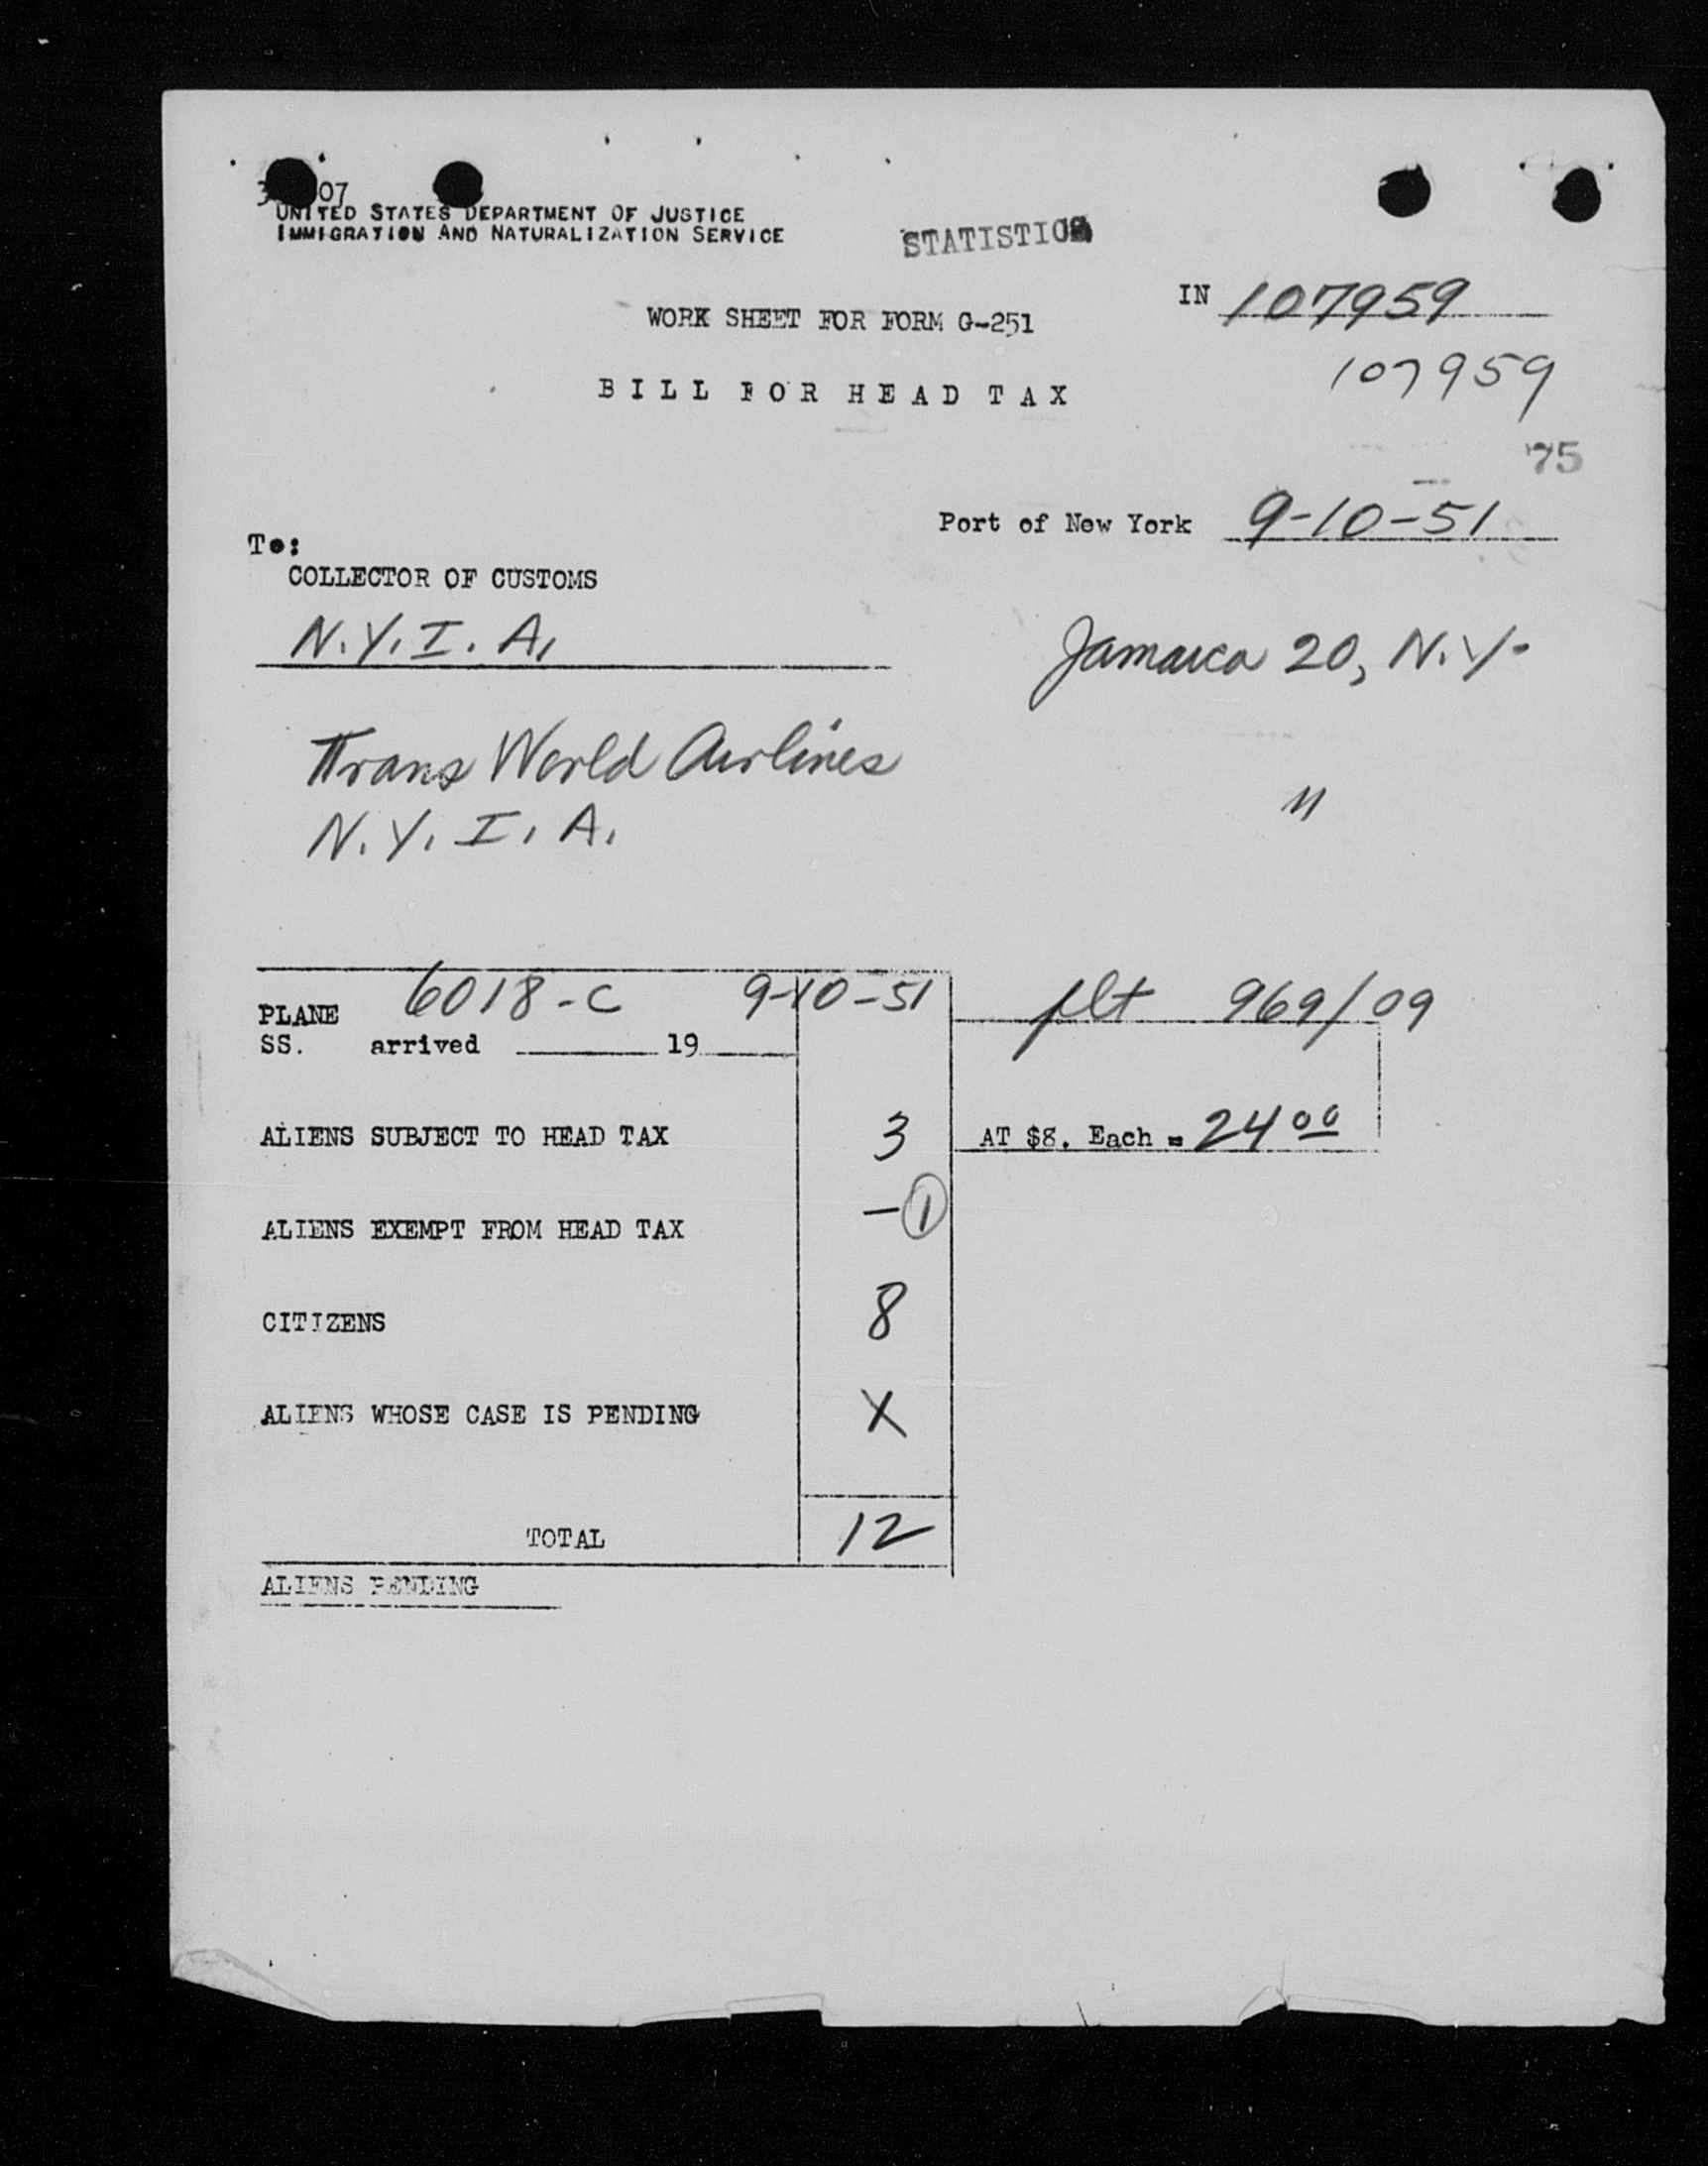 07
UNITED STATES DEPARTMENT OF JUSTICE
IMMIGRATION AND NATURALIZATION SERVICE
STATISTICS
IN 107959
WORK SHEET FOR FORM G-251
107959
BILL FOR HEAD TAX
75
Port of New York 9-10-51
To:
COLLECTOR OF CUSTOMS
N.Y.I.A. Jamaica 20, N.Y.
Trans World Airlines
N.Y.I.A. "
6018-C 9-10-51 flt 969/09
PLANE
SS. arrived 19
ALIENS SUBJECT TO HEAD TAX 3 AT $8. Each = 24 00
ALIENS EXEMPT FROM HEAD TAX - 1
CITIZENS 8
ALIENS WHOSE CASE IS PENDING X
TOTAL 12
ALIENS PENDING